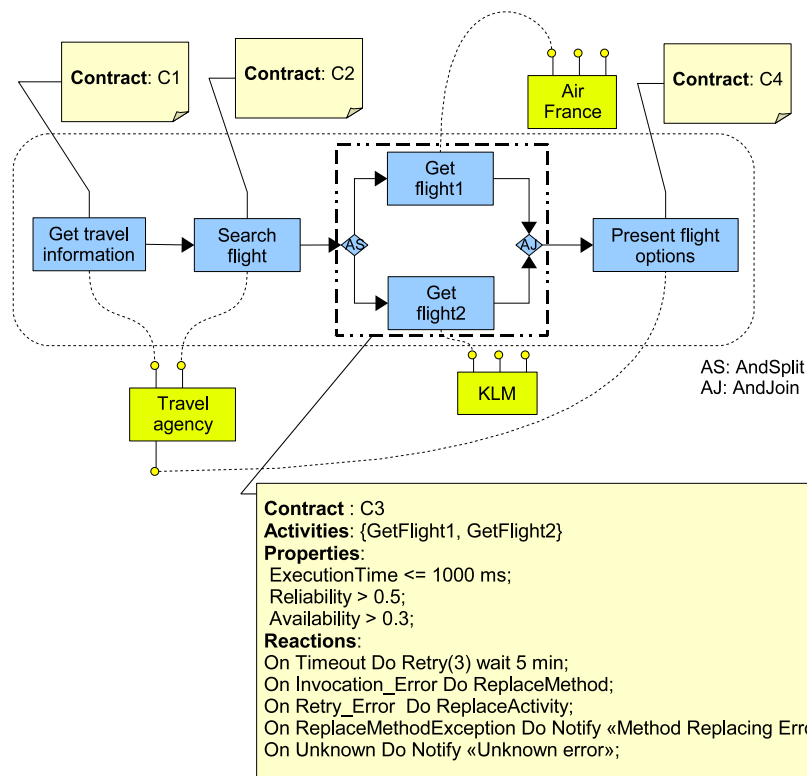 Contract: C1
Contract: C2
Air
France
Contract: C4
Get
flight1
Get travel
information
Search
flight
AS
AJ
Present flight
options
Get
flight2
AS: AndSplit
AJ: AndJoin
Travel
agency
KLM
Contract : C3
Activities: {GetFlight1, GetFlight2}
Properties:
ExecutionTime <= 1000 ms;
Reliability > 0.5;
Availability > 0.3;
Reactions:
On Timeout Do Retry(3) wait 5 min;
On Invocation_Error Do ReplaceMethod;
On Retry_Error Do ReplaceActivity;
On ReplaceMethodException Do Notify «Method Replacing Erro
On Unknown Do Notify «Unknown error»;